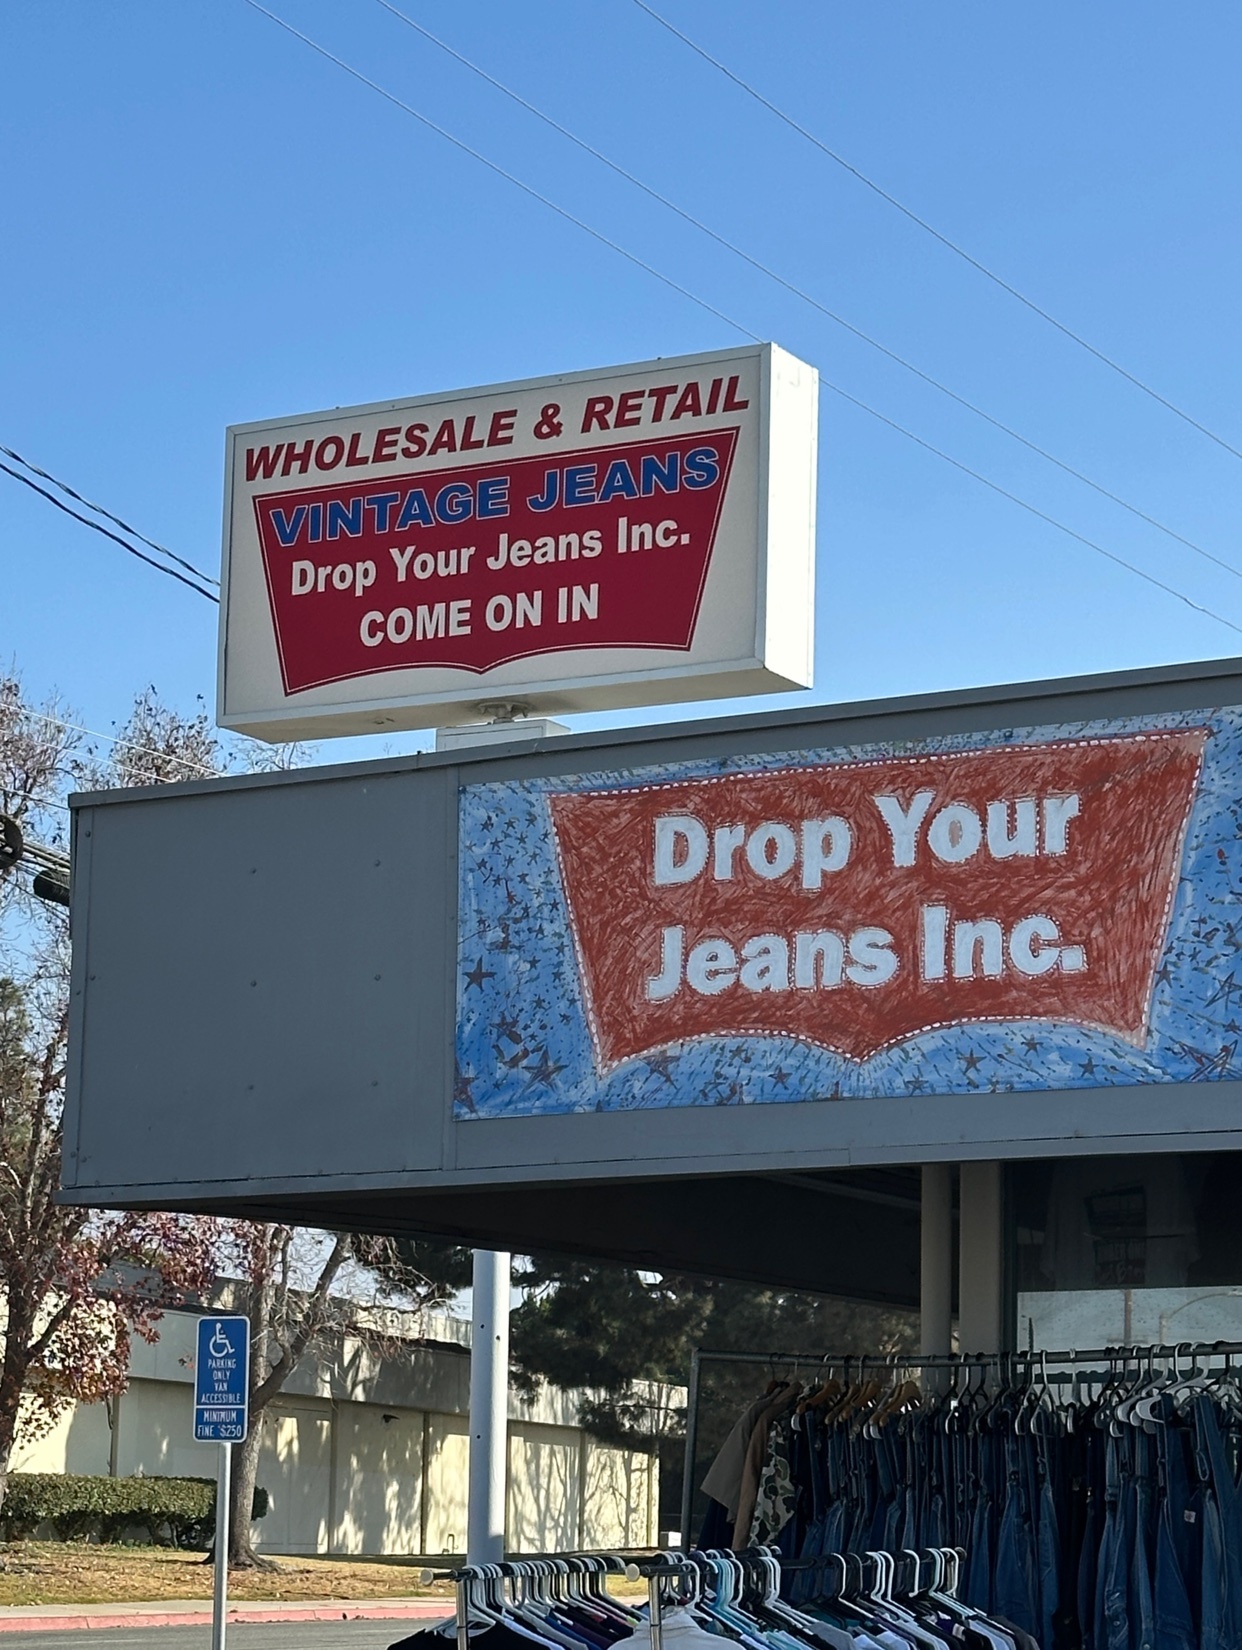 WHOLESALE & RETAIL
VINTAGE JEANS
Drop Your Jeans Inc.
COME ON IN
Drop Your
Jeans Inc.
PARKING
ONLY
VAN
ACCESSIBLE
MINIMUM
FINE $250